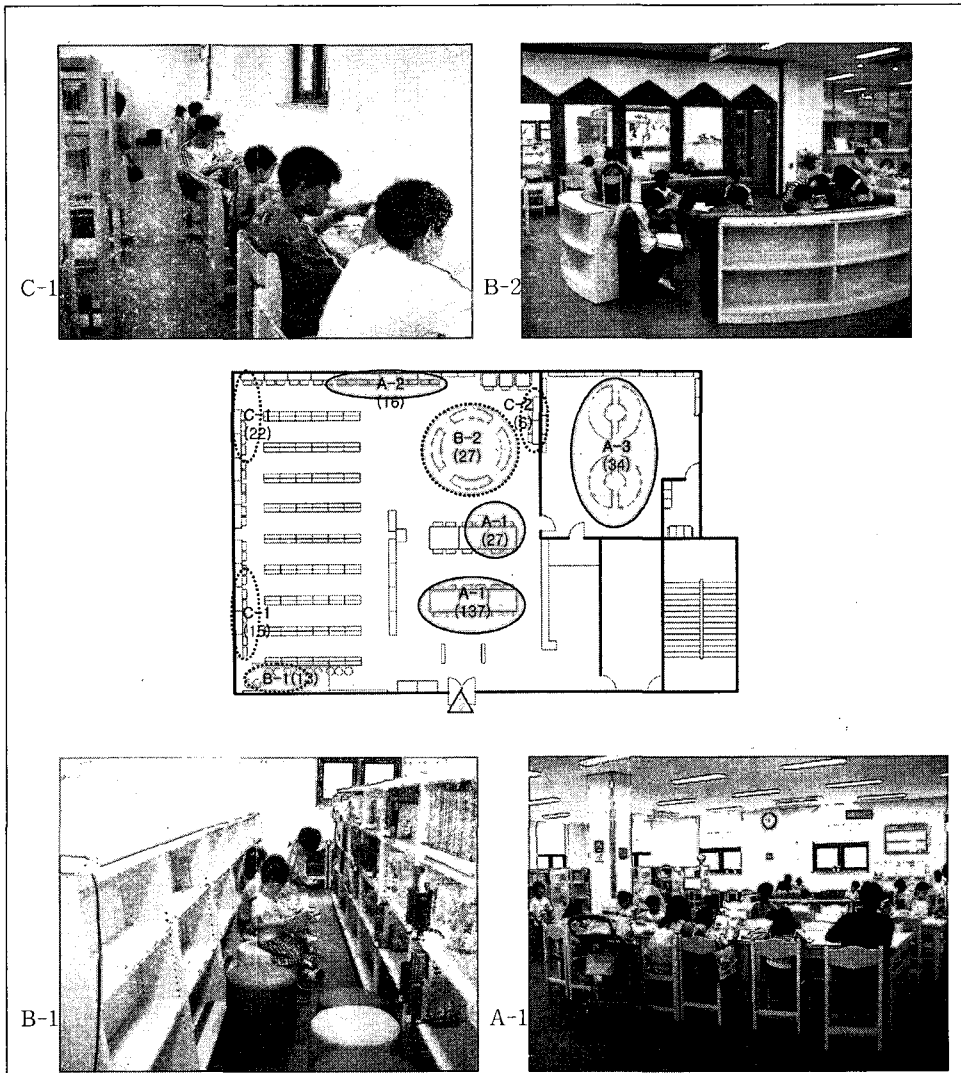 C-1
B-2
A-2
(16)
C-1
(22)
C-2
(6)
B-2
(27)
A-3
(34)
A-1
(27)
A-1
(137)
C-1
(15)
B-1(13)
B-1
A-1